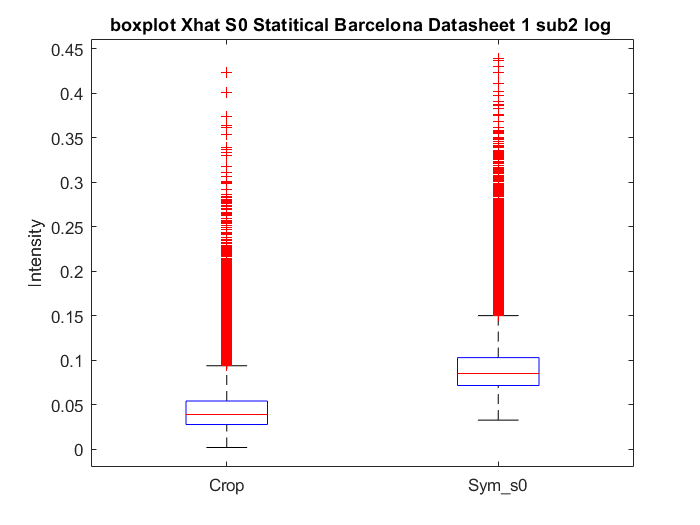 boxplot Xhat S0 Statitical Barcelona Datasheet 1 sub2 log
0.45
0.4
0.35
0.3
0.25
0.2
0.15
0.1
0.05
0
Intensity
Crop
Sym_s0